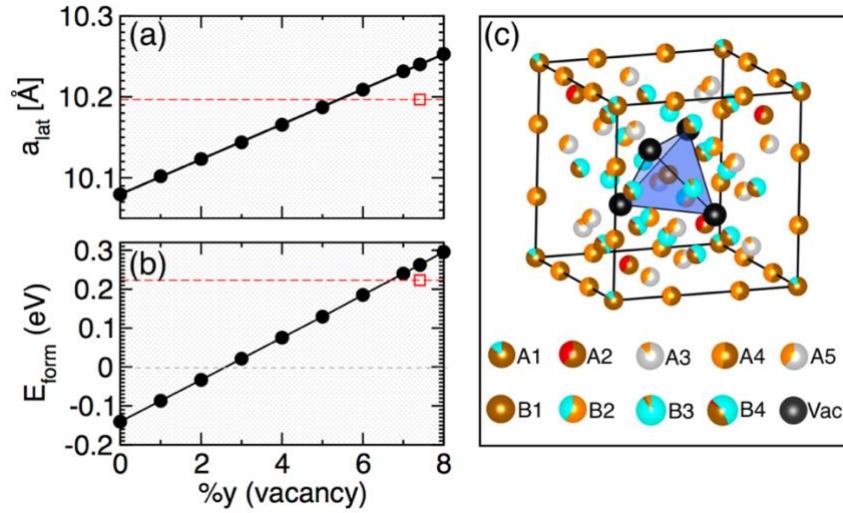 (a)
a_lat [Å]
10.3
10.2
10.1
(b)
E_form (eV)
0.3
0.2
0.1
0
-0.1
-0.2
0 2 4 6 8
%y (vacancy)
(c)
A1 A2 A3 A4 A5
B1 B2 B3 B4 Vac